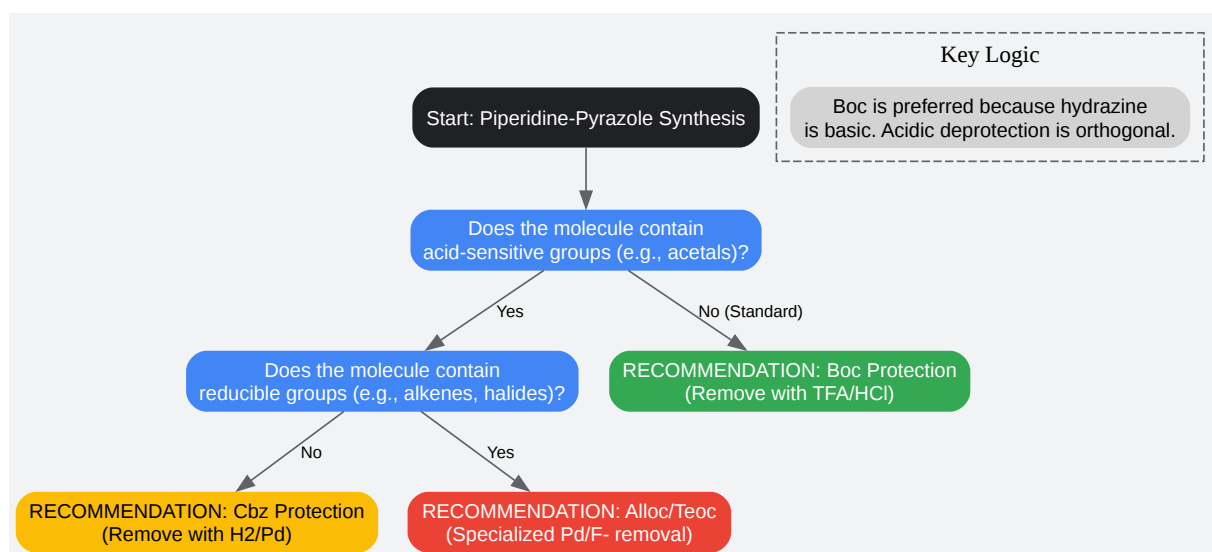 Key Logic
Boc is preferred because hydrazine
is basic. Acidic deprotection is orthogonal.
Start: Piperidine-Pyrazole Synthesis
Does the molecule contain
acid-sensitive groups (e.g., acetals)?
Yes
No (Standard)
Does the molecule contain
reducible groups (e.g., alkenes, halides)?
RECOMMENDATION: Boc Protection
(Remove with TFA/HCl)
No
Yes
RECOMMENDATION: Cbz Protection
(Remove with H2/Pd)
RECOMMENDATION: Alloc/Teoc
(Specialized Pd/F- removal)